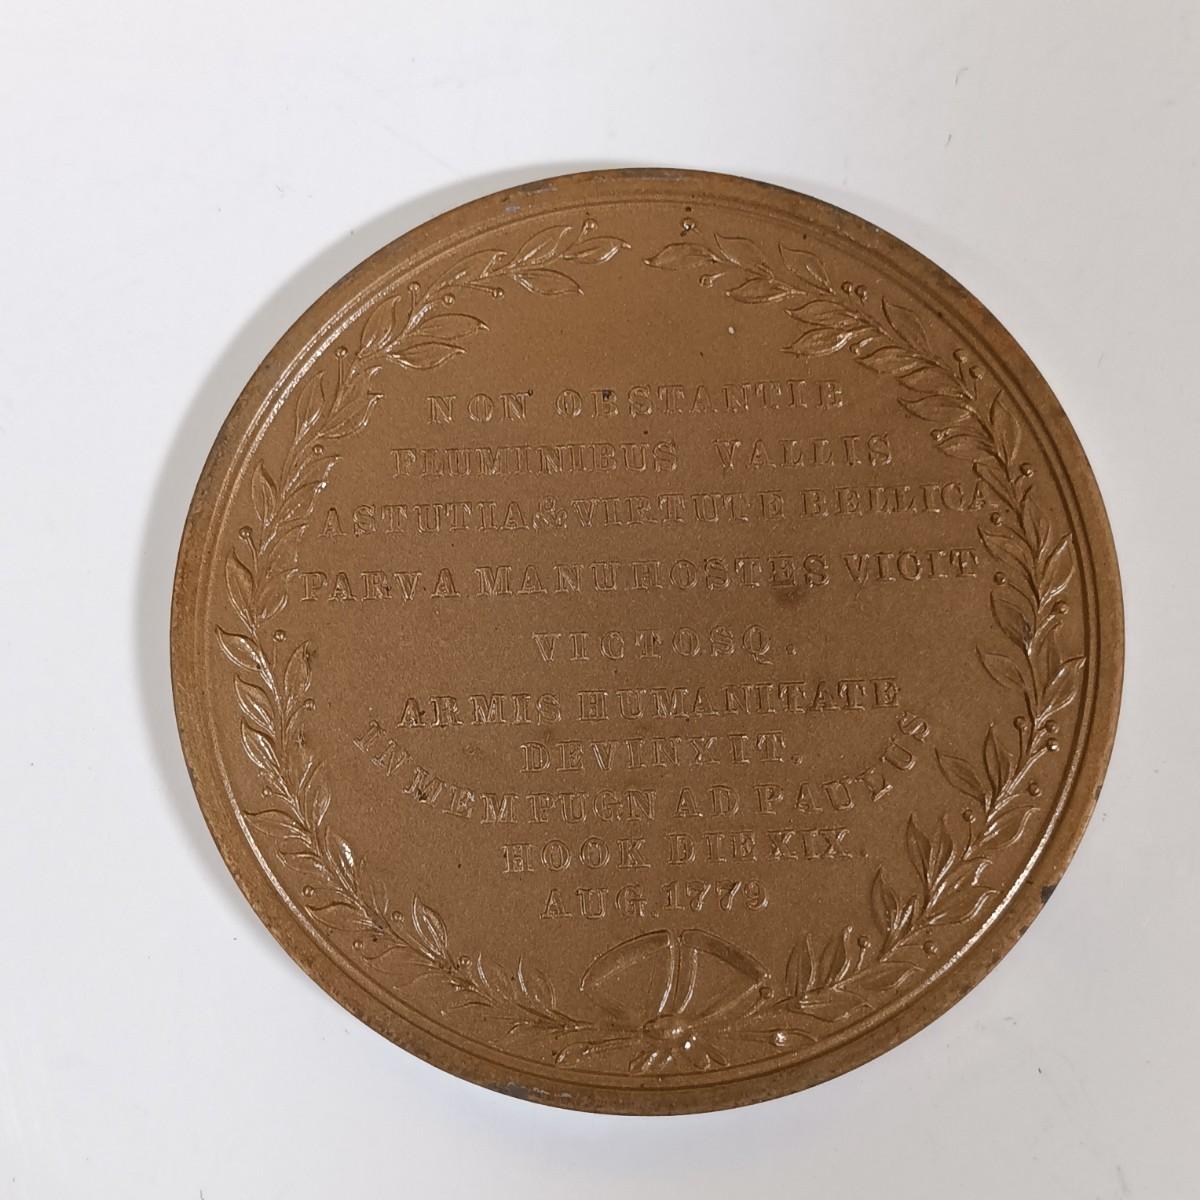 NON OBSTANTIB
FLUMINIBUS VALLIS
ASTUTIA & VIRTUTE BELLICA
PARVA MANU HOSTES VICIT
VICTOSQ.
ARMIS HUMANITATE
DEVINXIT.
IN MEM PUGN AD PAULUS
HOOK DIE XIX.
AUG. 1779